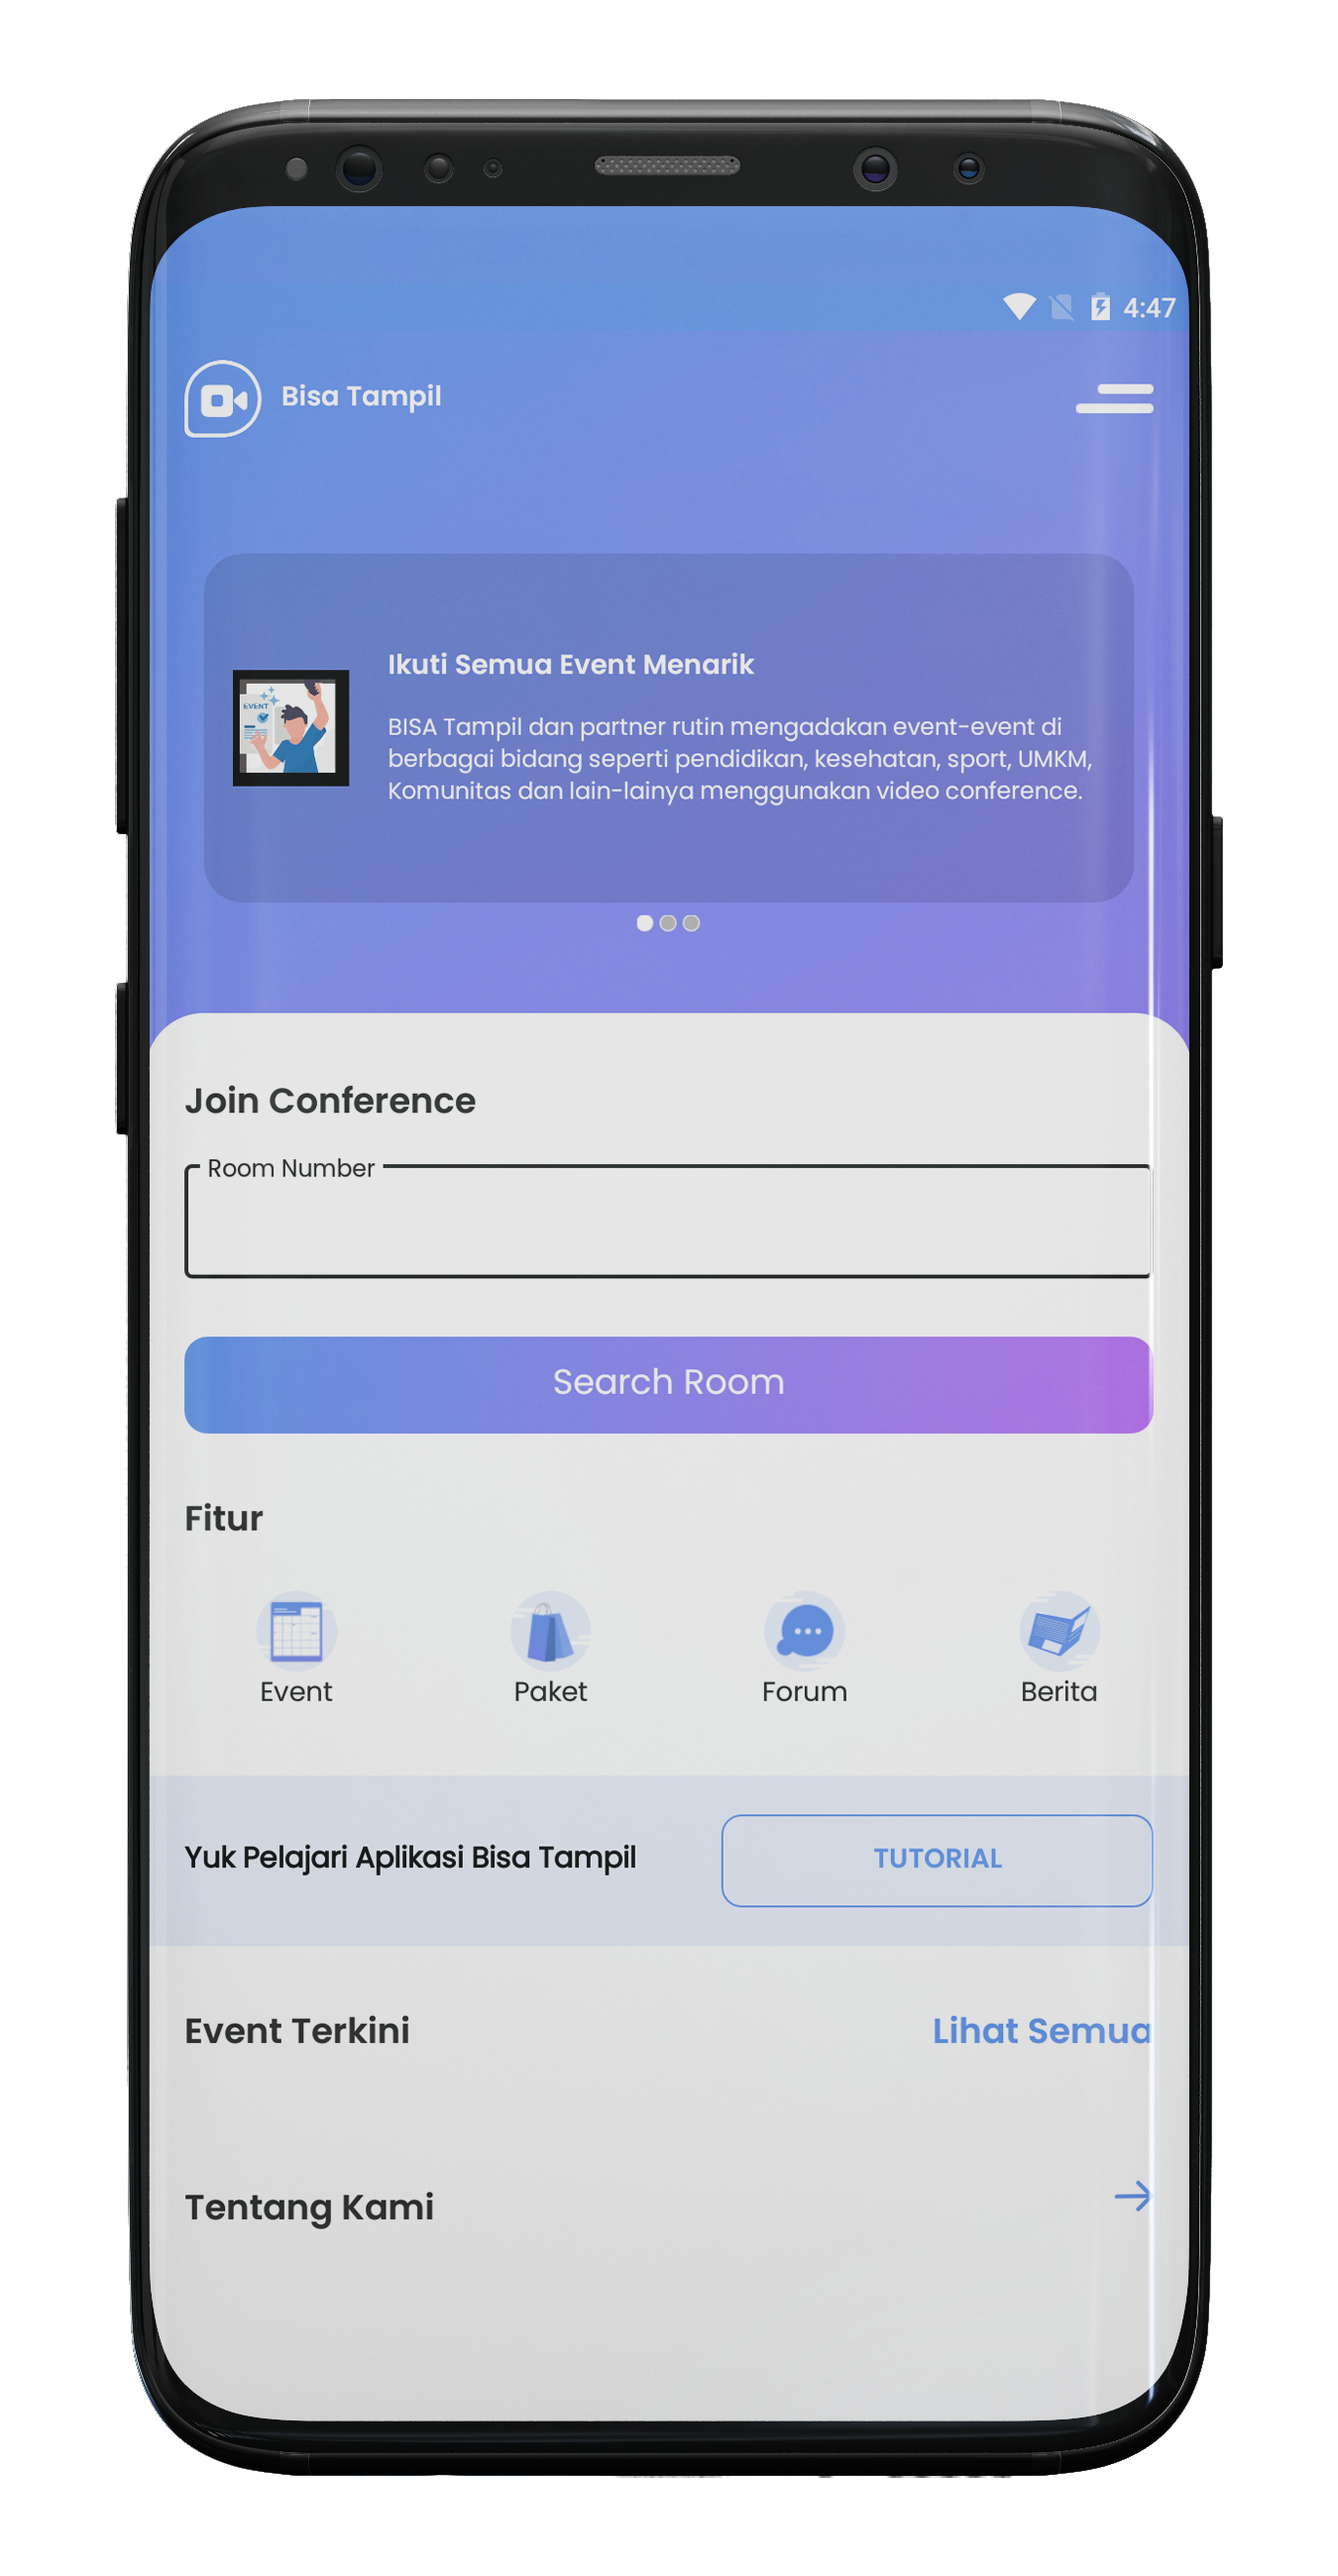 4:47
Bisa Tampil
Ikuti Semua Event Menarik
EVENT
BISA Tampil dan partner rutin mengadakan event-event di
berbagai bidang seperti pendidikan, kesehatan, sport, UMKM,
Komunitas dan lain-lainya menggunakan video conference.
Join Conference
Room Number
Search Room
Fitur
Event
Paket
Forum
Berita
Yuk Pelajari Aplikasi Bisa Tampil
TUTORIAL
Event Terkini
Lihat Semua
Tentang Kami